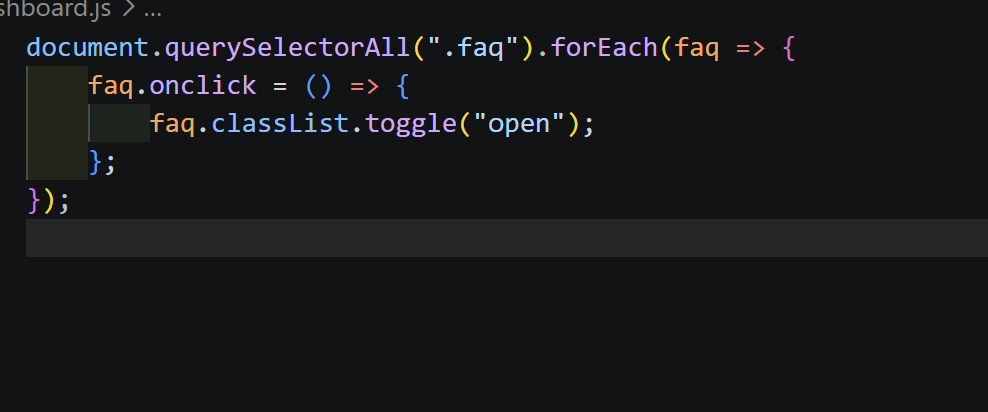 shboard.js > ...
document.querySelectorAll(".faq").forEach(faq => {
    faq.onclick = () => {
        faq.classList.toggle("open");
    };
});